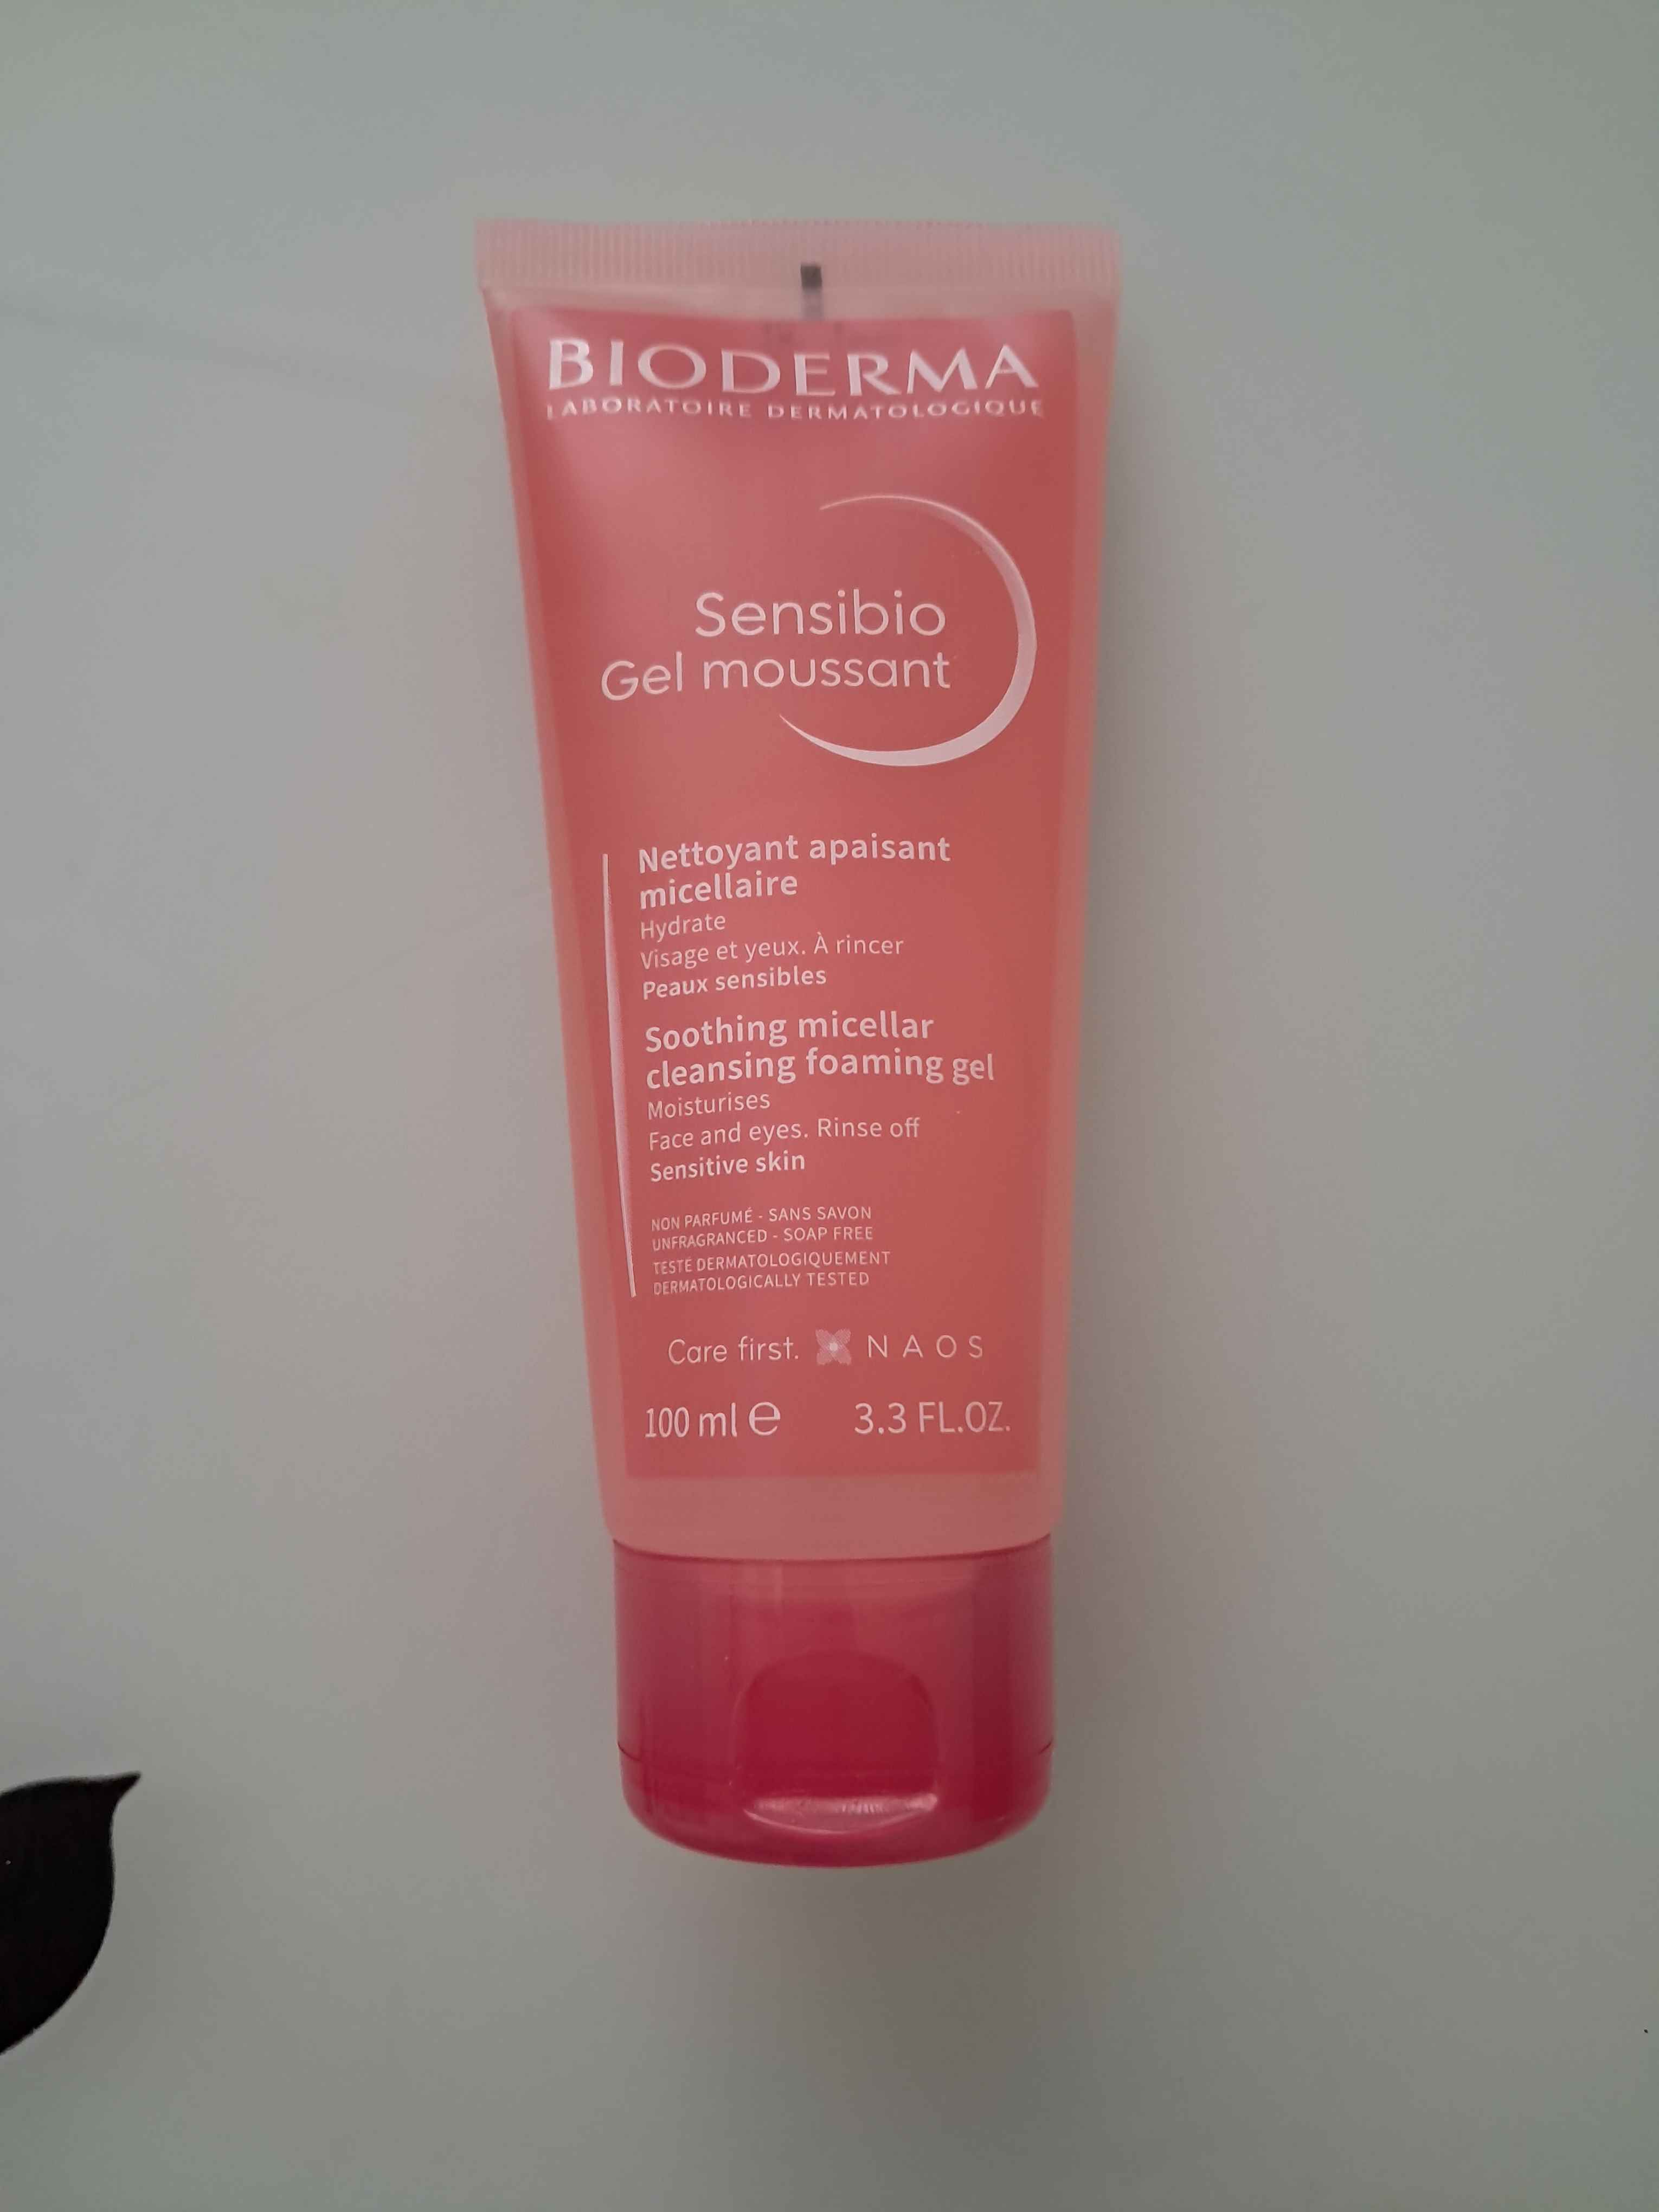 BIODERMA
LABORATOIRE DERMATOLOGIQUE
Sensibio
Gel moussant
Nettoyant apaisant
micellaire
Hydrate
Visage et yeux. À rincer
Peaux sensibles
Soothing micellar
cleansing foaming gel
Moisturises
Face and eyes. Rinse off
Sensitive skin
NON PARFUMÉ - SANS SAVON
UNFRAGRANCED - SOAP FREE
TESTÉ DERMATOLOGIQUEMENT
DERMATOLOGICALLY TESTED
Care first. NAOS
100 ml ℮ 3.3 FL.OZ.